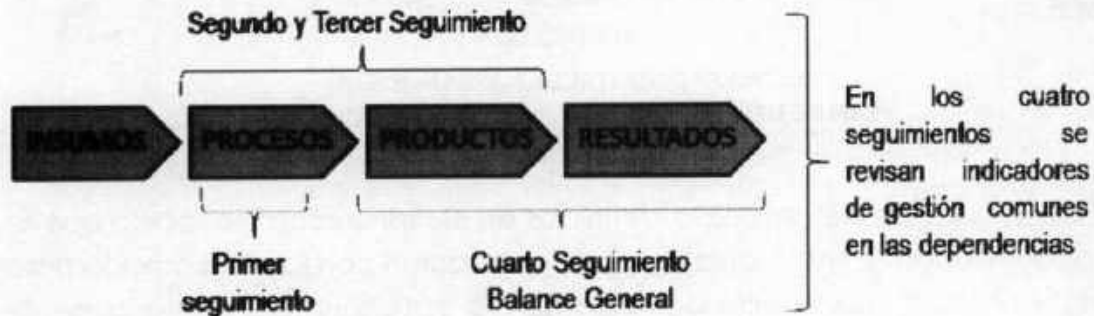 Segundo y Tercer Seguimiento
INSUMOS
PROCESOS
PRODUCTOS
RESULTADOS
Primer
seguimiento
Cuarto Seguimiento
Balance General
En los cuatro
seguimientos se
revisan indicadores
de gestión comunes
en las dependencias